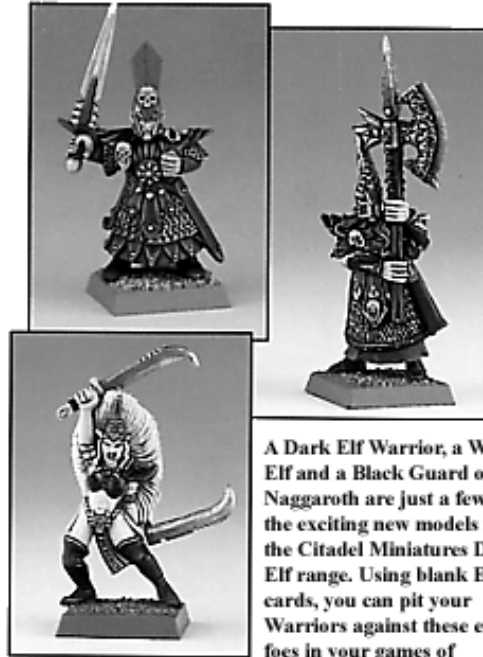 A Dark Elf Warrior, a W
Elf and a Black Guard o
Naggaroth are just a few
the exciting new models
the Citadel Miniatures D
Elf range. Using blank E
cards, you can pit your
Warriors against these e
foes in your games of